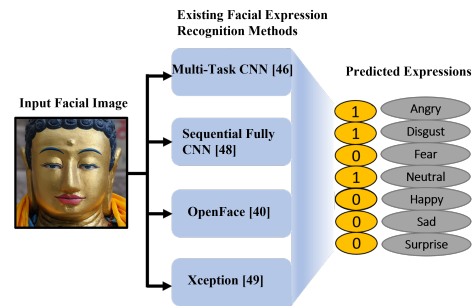 Existing Facial Expression
Recognition Methods
Input Facial Image
Multi-Task CNN [46]
Sequential Fully
CNN [48]
OpenFace [40]
Xception [49]
Predicted Expressions
1 Angry
1 Disgust
0 Fear
1 Neutral
0 Happy
0 Sad
0 Surprise